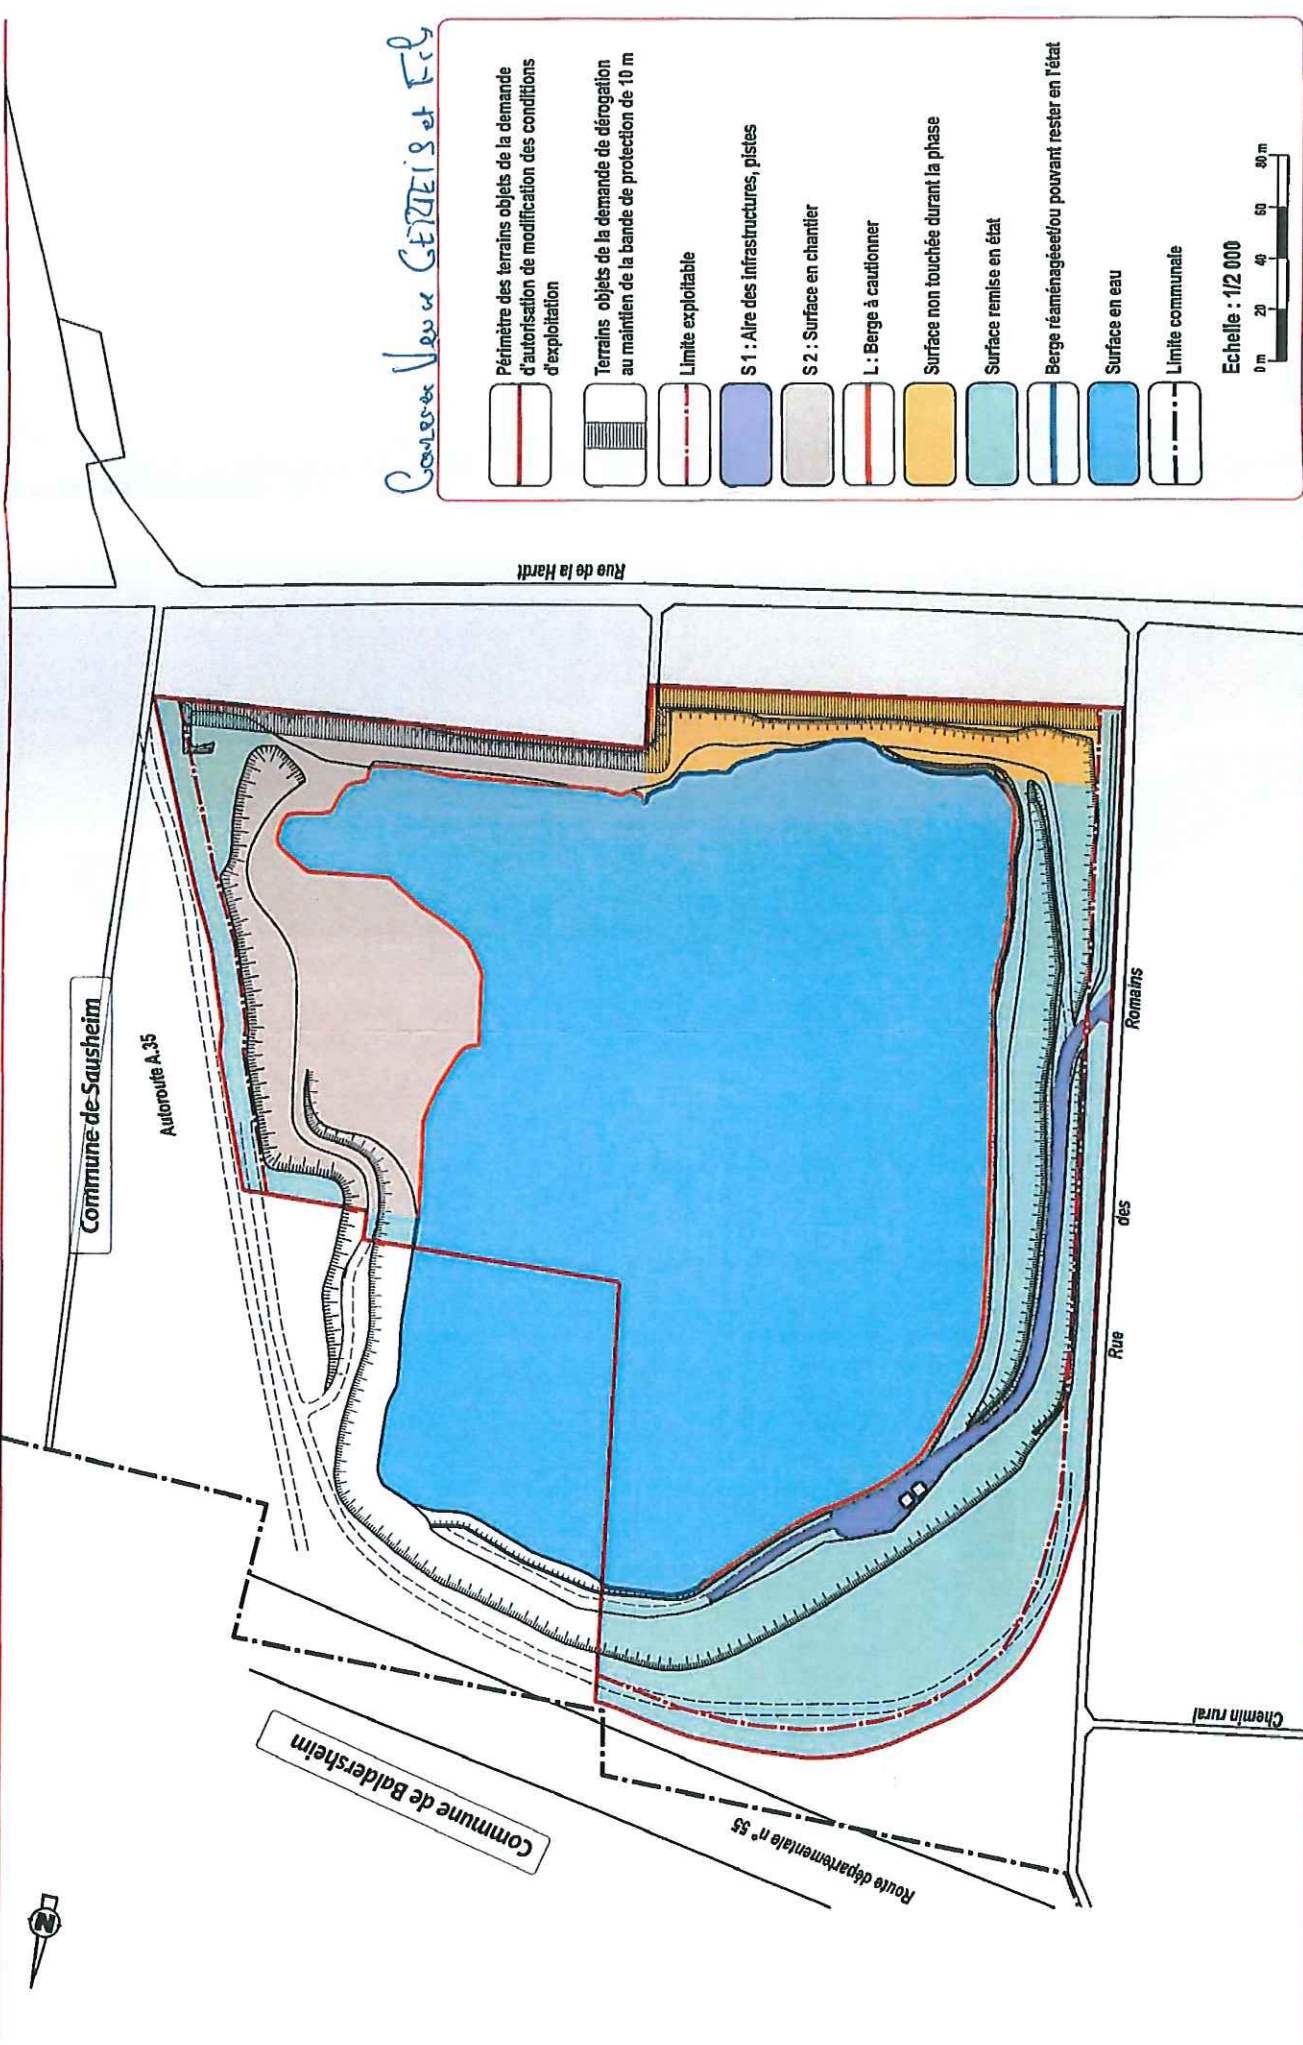 Veuve GERTEIS et Fils
Périmètre des terrains objets de la demande
d'autorisation de modification des conditions
d'exploitation
Terrains objets de la demande de dérogation
au maintien de la bande de protection de 10 m
Limite exploitable
S 1 : Aire des infrastructures, pistes
S 2 : Surface en chantier
L : Berge à cautionner
Surface non touchée durant la phase
Surface remise en état
Berge réaménagéeet/ou pouvant rester en l'état
Surface en eau
Limite communale
Echelle : 1/2 000
0 m 20 40 60 80 m
Rue de la Hardt
Commune de Sausheim
Autoroute A.35
Rue des Romains
Commune de Baldersheim
Route départementale n° 55
Chemin rural
N